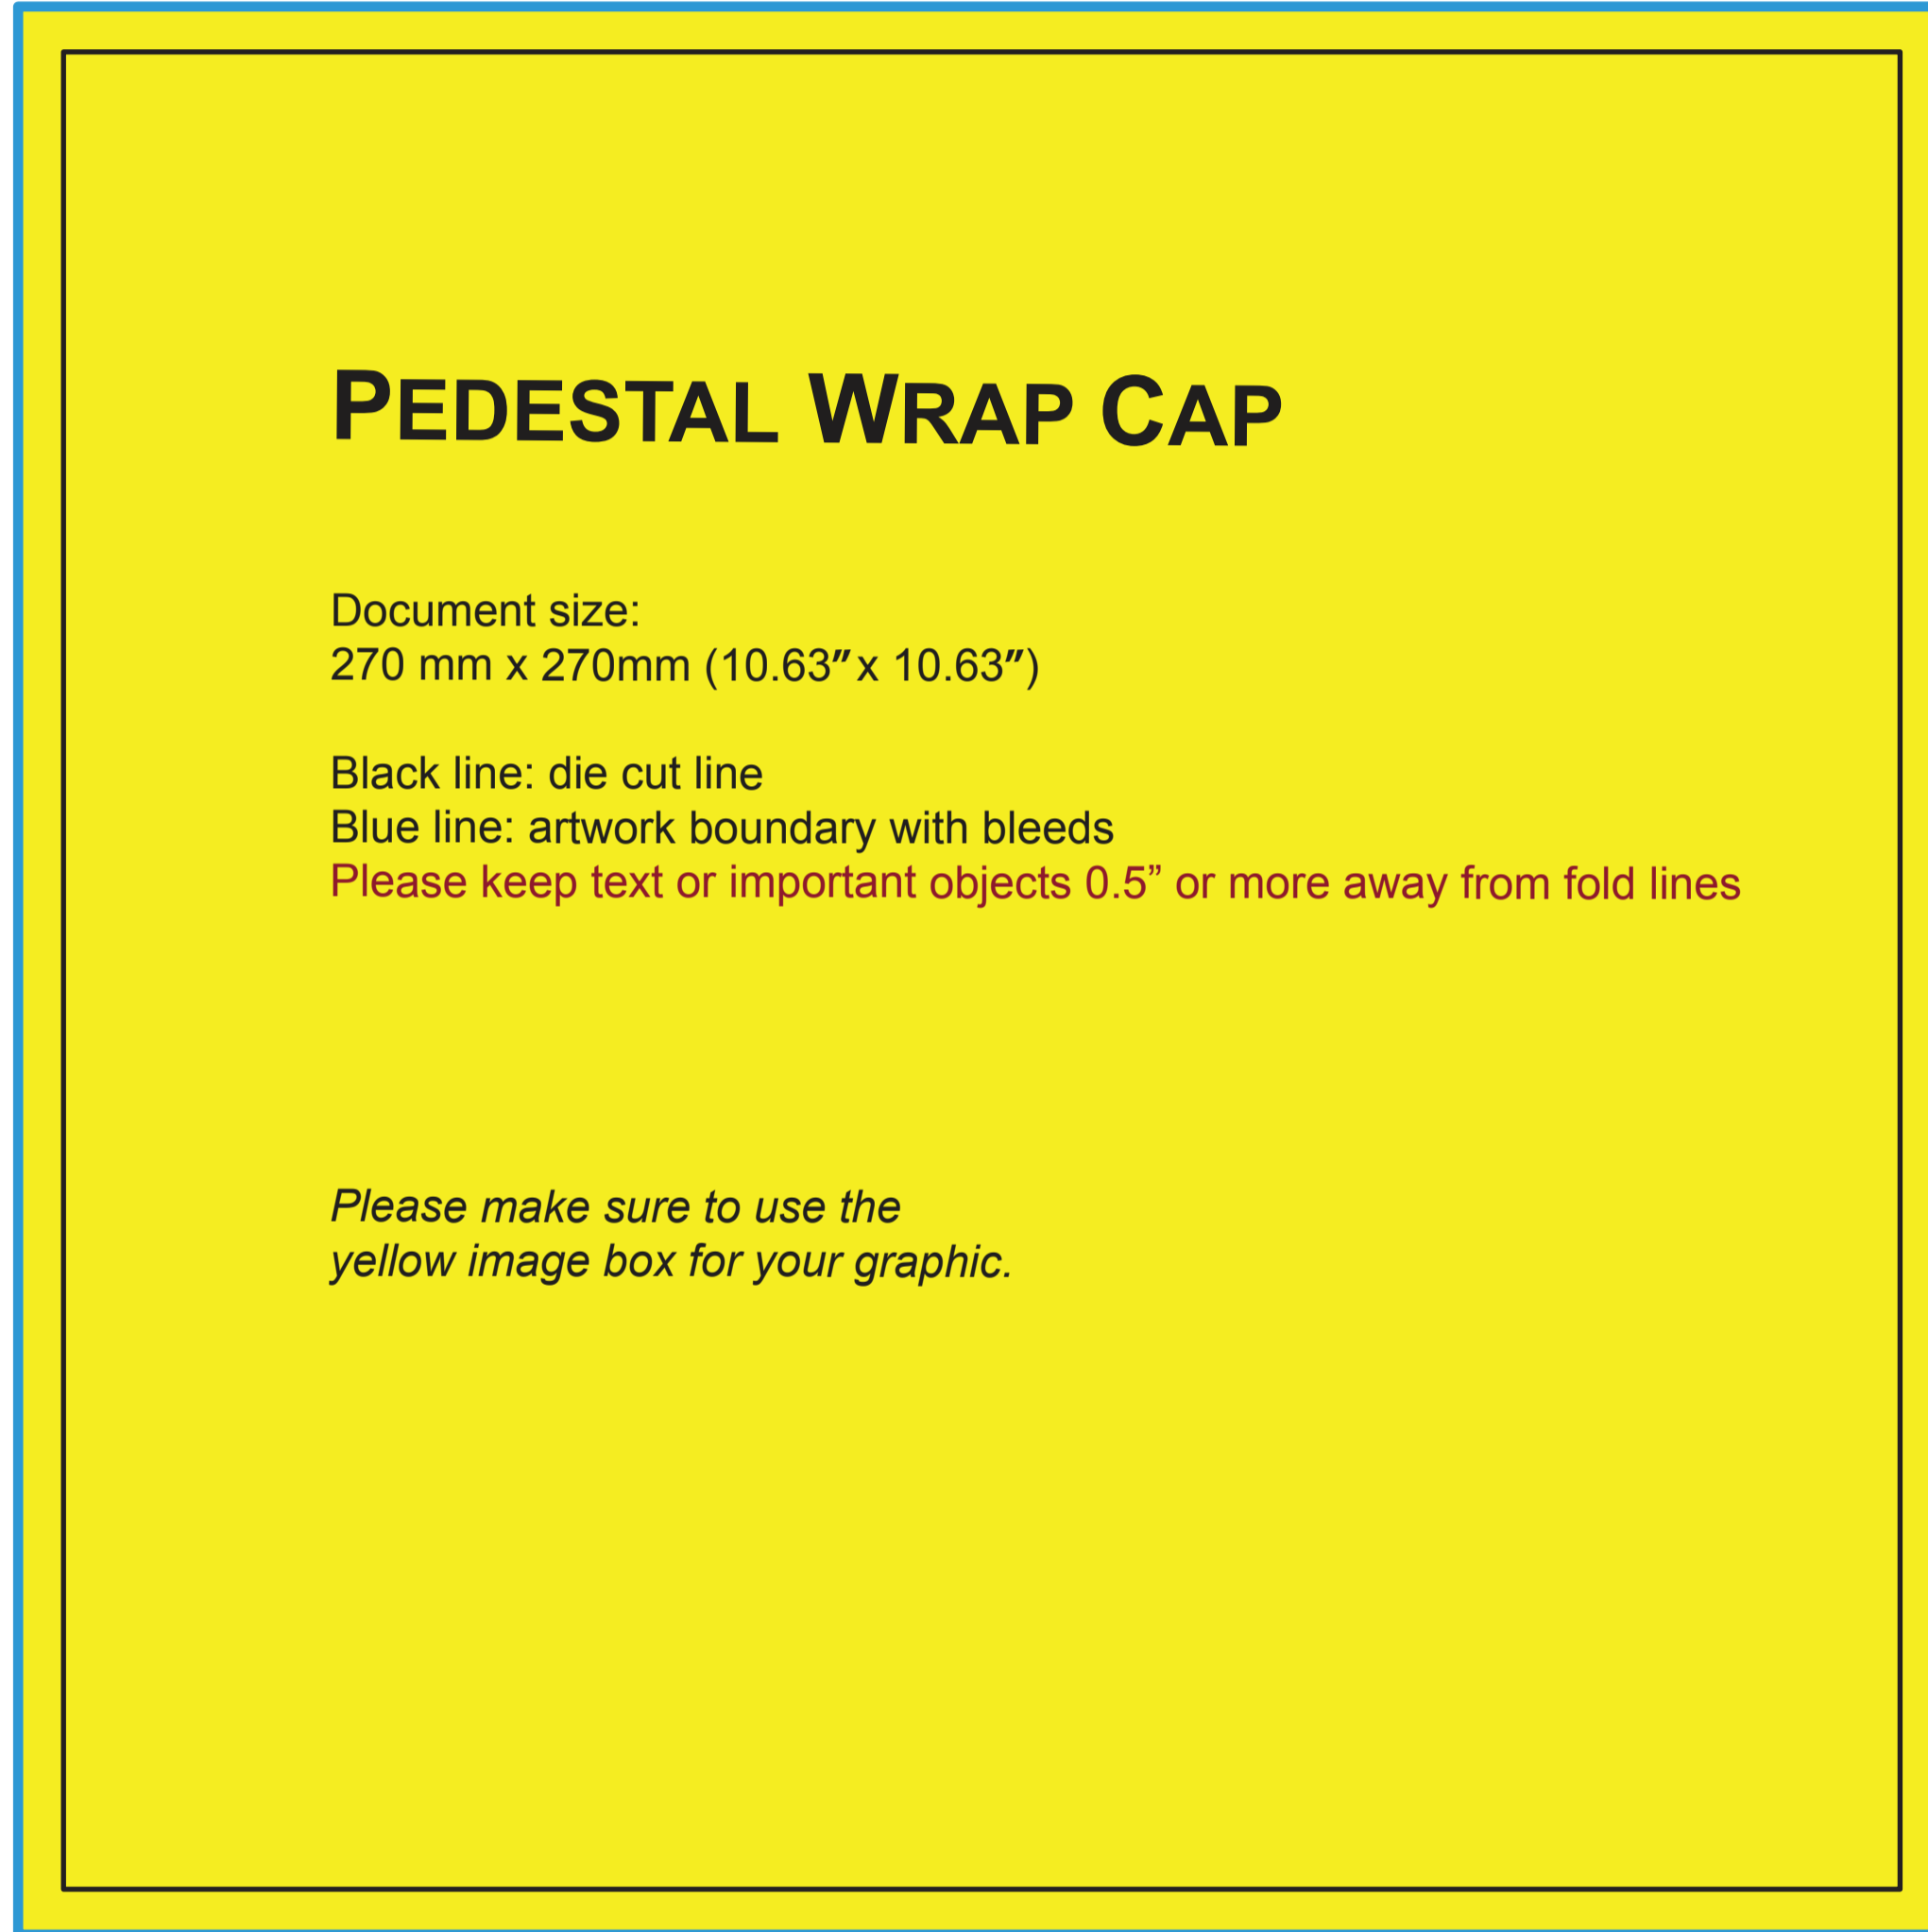 PEDESTAL WRAP CAP
Document size:
270 mm x 270mm (10.63″ x 10.63″)
Black line: die cut line
Blue line: artwork boundary with bleeds
Please keep text or important objects 0.5” or more away from fold lines
Please make sure to use the
yellow image box for your graphic.